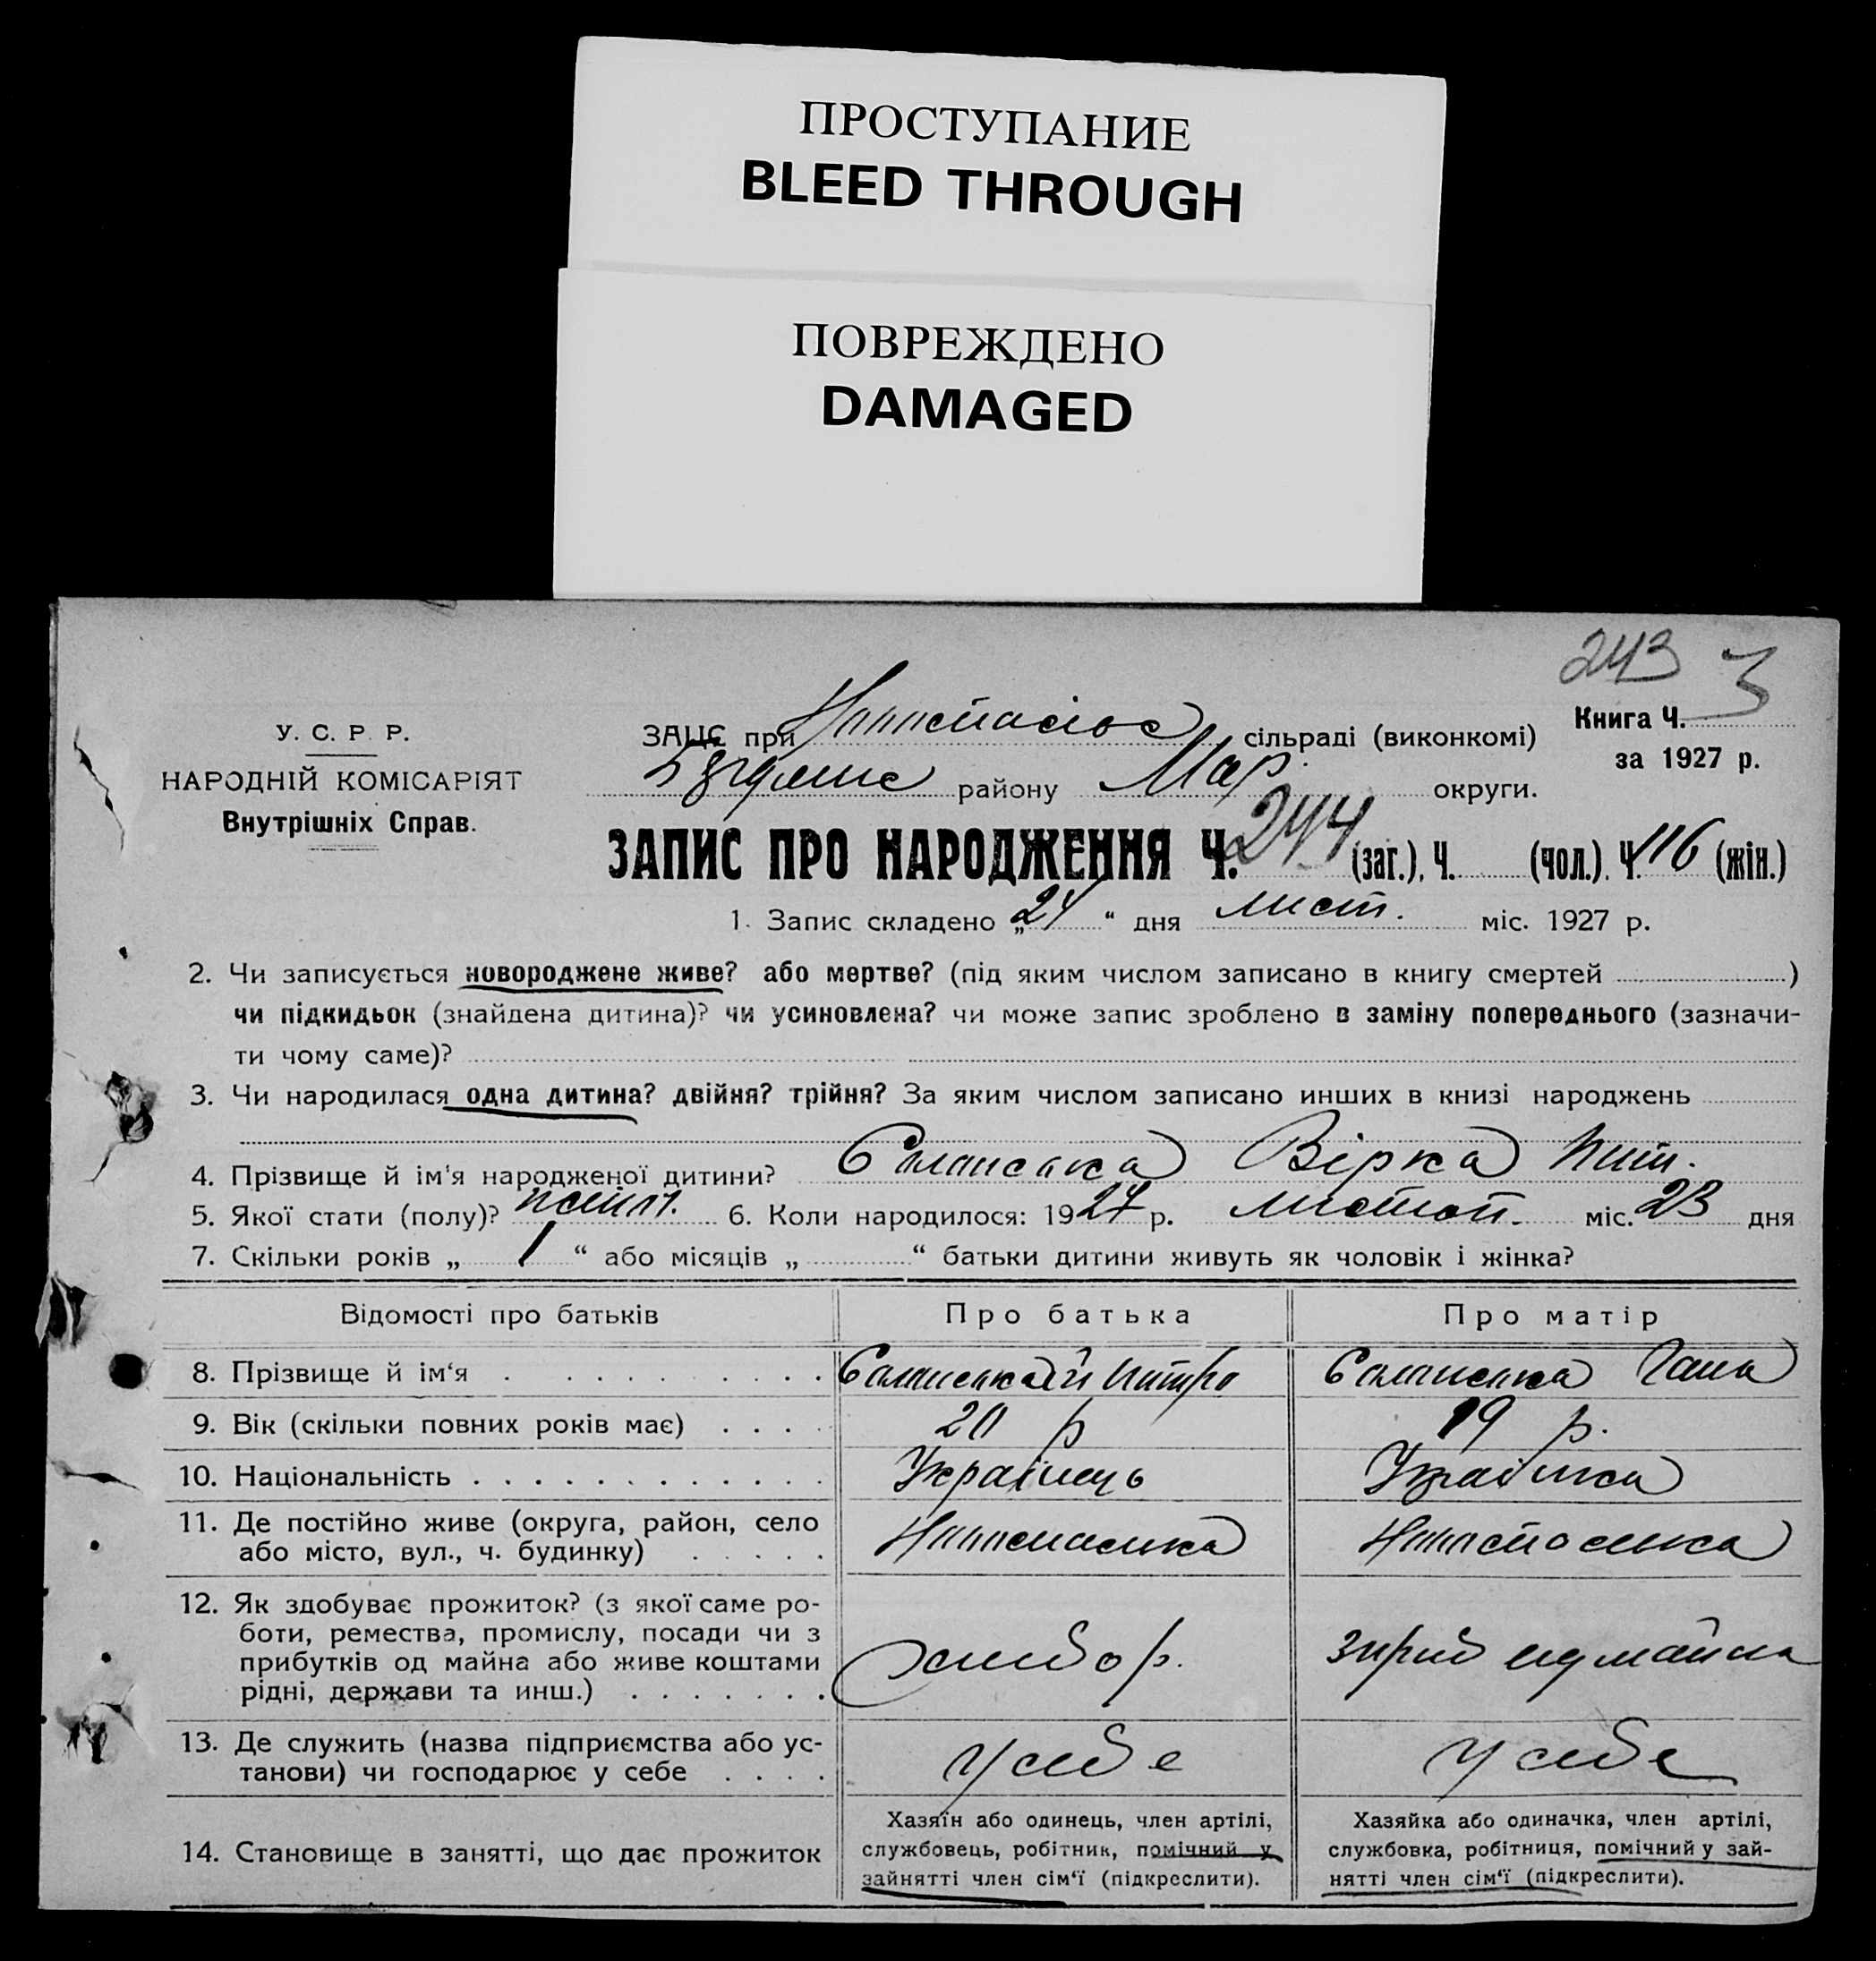 ПРОСТУПАНИЕ
BLEED THROUGH
ПОВРЕЖДЕНО
DAMAGED
243 3
У. С. Р. Р.
НАРОДНІЙ КОМІСАРІЯТ
Внутрішніх Справ.
ЗАЦС при сільраді (виконкомі)
району Мар. округи.
Книга Ч.
за 1927 р.
ЗАПИС ПРО НАРОДЖЕННЯ Ч. 244 (заг.), Ч. (чол.). Ч. 116 (жін.)
1. Запис складено „24“ дня лист. міс. 1927 р.
2. Чи записується новороджене живе? або мертве? (під яким числом записано в книгу смертей )
чи підкидьок (знайдена дитина)? чи усиновлена? чи може запис зроблено в заміну попереднього (зазначи-
ти чому саме)?
3. Чи народилася одна дитина? двійня? трійня? За яким числом записано инших в книзі народжень
4. Прізвище й ім'я народженої дитини? Вірка
5. Якої стати (полу)? 6. Коли народилося: 1927 р. листоп. міс. 23 дня
7. Скільки років „ 1 “ або місяців „ “ батьки дитини живуть як чоловік і жінка?
Відомості про батьків Про батька Про матір
8. Прізвище й ім‘я
9. Вік (скільки повних років має) 20 р 19 р.
10. Національність Українець Українка
11. Де постійно живе (округа, район, село
або місто, вул., ч. будинку)
12. Як здобуває прожиток? (з якої саме ро-
боти, ремества, промислу, посади чи з
прибутків од майна або живе коштами
рідні, держави та инш.) хлібор.
13. Де служить (назва підприємства або ус-
танови) чи господарює у себе у себе у себе
14. Становище в занятті, що дає прожиток
Хазяїн або одинець, член артілі,
службовець, робітник, помічний у
зайнятті член сім‘ї (підкреслити).
Хазяйка або одиначка, член артілі,
службовка, робітниця, помічний у зай-
нятті член сім‘ї (підкреслити).